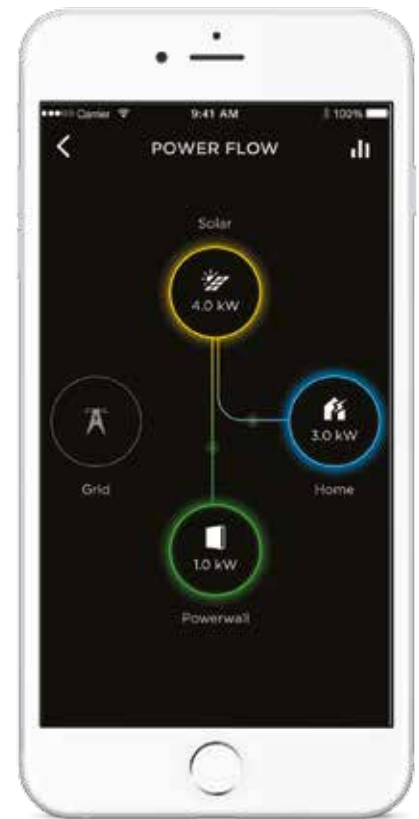 Carrier 9:41 AM 100%
POWER FLOW
Solar
4.0 kW
3.0 kW
Grid
Home
1.0 kW
Powerwall